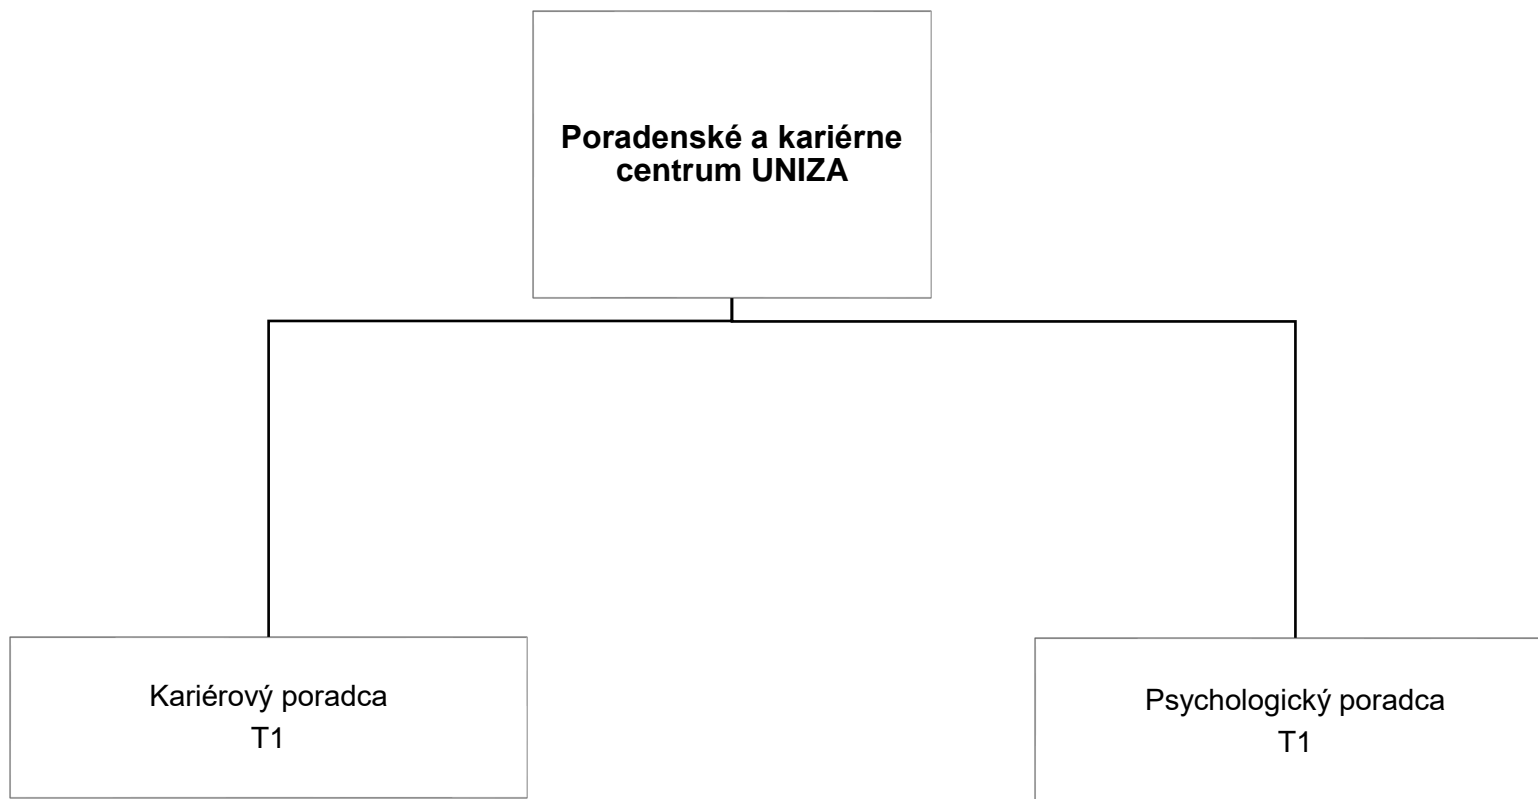 Poradenské a kariérne
centrum UNIZA
Kariérový poradca
T1
Psychologický poradca
T1